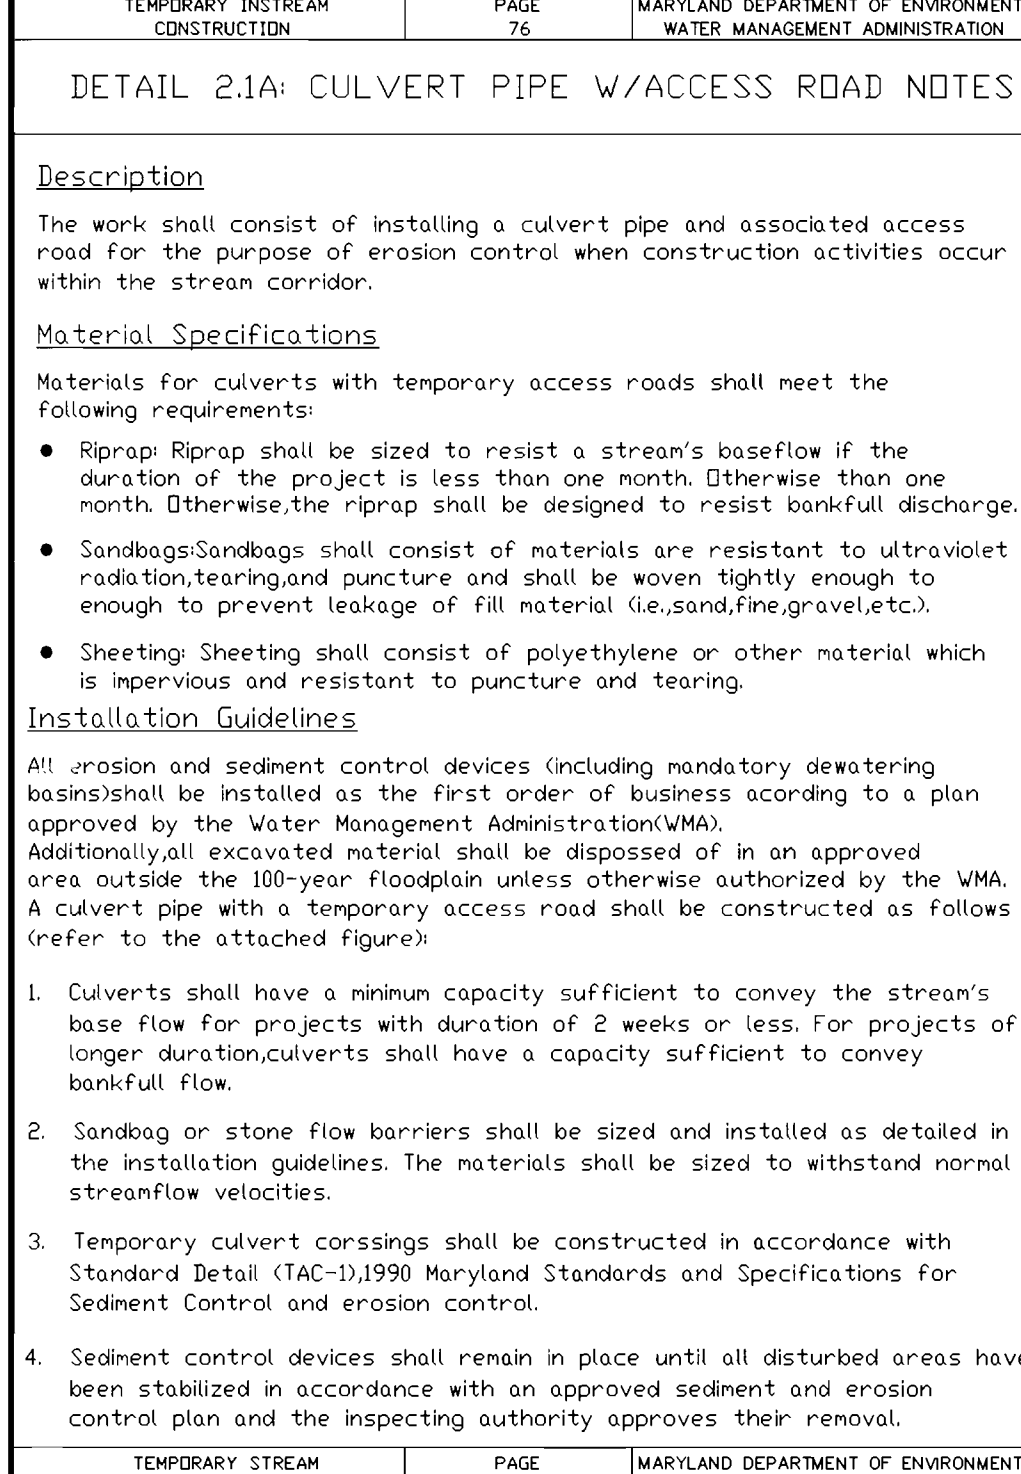 TEMPORARY INSTREAM PAGE MARYLAND DEPARTMENT OF ENVIRONMENT
CONSTRUCTION 76 WATER MANAGEMENT ADMINISTRATION
DETAIL 2.1A: CULVERT PIPE W/ACCESS ROAD NOTES
Description
The work shall consist of installing a culvert pipe and associated access
road for the purpose of erosion control when construction activities occur
within the stream corridor.
Material Specifications
Materials for culverts with temporary access roads shall meet the
following requirements:
● Riprap: Riprap shall be sized to resist a stream's baseflow if the
duration of the project is less than one month. Otherwise than one
month. Otherwise,the riprap shall be designed to resist bankfull discharge.
● Sandbags:Sandbags shall consist of materials are resistant to ultraviolet
radiation,tearing,and puncture and shall be woven tightly enough to
enough to prevent leakage of fill material (i.e.,sand,fine,gravel,etc.).
● Sheeting: Sheeting shall consist of polyethylene or other material which
is impervious and resistant to puncture and tearing.
Installation Guidelines
All erosion and sediment control devices (including mandatory dewatering
basins)shall be installed as the first order of business acording to a plan
approved by the Water Management Administration(WMA).
Additionally,all excavated material shall be dispossed of in an approved
area outside the 100-year floodplain unless otherwise authorized by the WMA.
A culvert pipe with a temporary access road shall be constructed as follows
(refer to the attached figure):
1. Culverts shall have a minimum capacity sufficient to convey the stream's
base flow for projects with duration of 2 weeks or less. For projects of
longer duration,culverts shall have a capacity sufficient to convey
bankfull flow.
2. Sandbag or stone flow barriers shall be sized and installed as detailed in
the installation guidelines. The materials shall be sized to withstand normal
streamflow velocities.
3. Temporary culvert corssings shall be constructed in accordance with
Standard Detail (TAC-1),1990 Maryland Standards and Specifications for
Sediment Control and erosion control.
4. Sediment control devices shall remain in place until all disturbed areas have
been stabilized in accordance with an approved sediment and erosion
control plan and the inspecting authority approves their removal.
TEMPORARY STREAM PAGE MARYLAND DEPARTMENT OF ENVIRONMENT